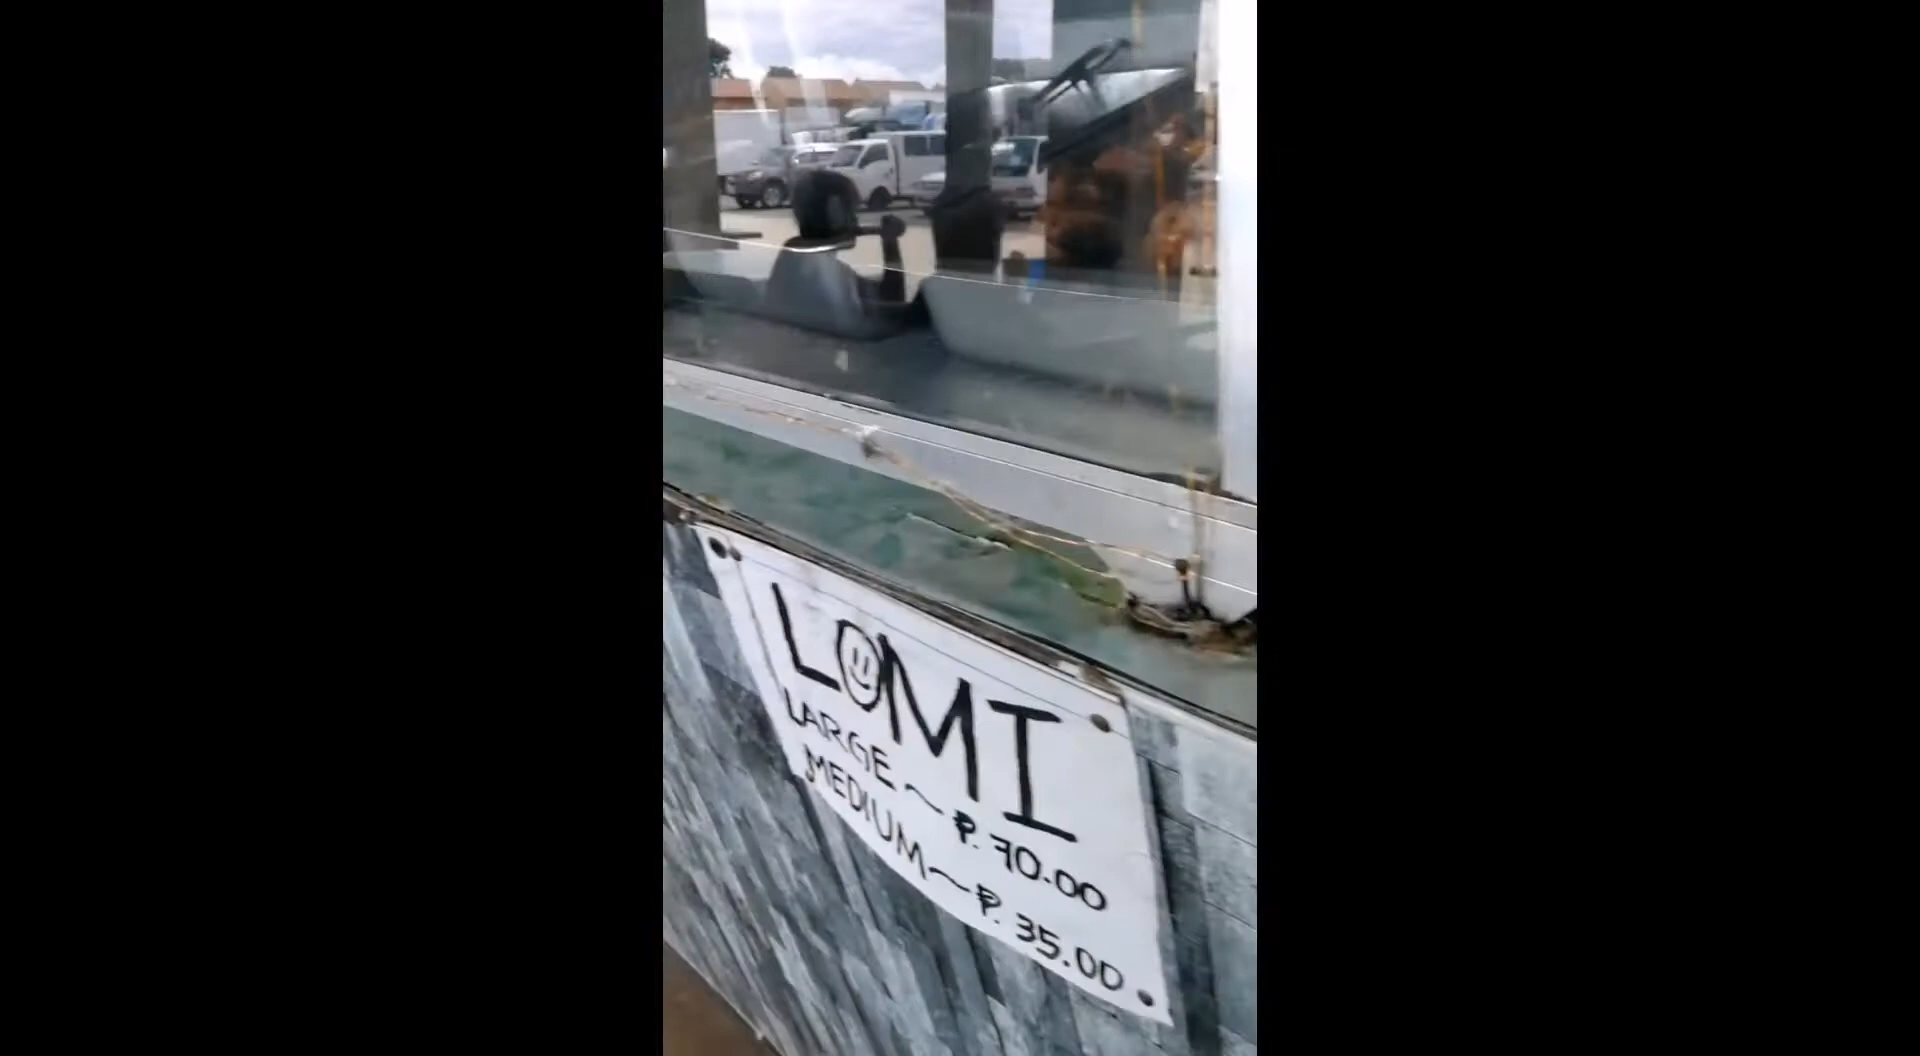 LOMI
LARGE ~ ₱. 70.00
MEDIUM ~ ₱. 35.00